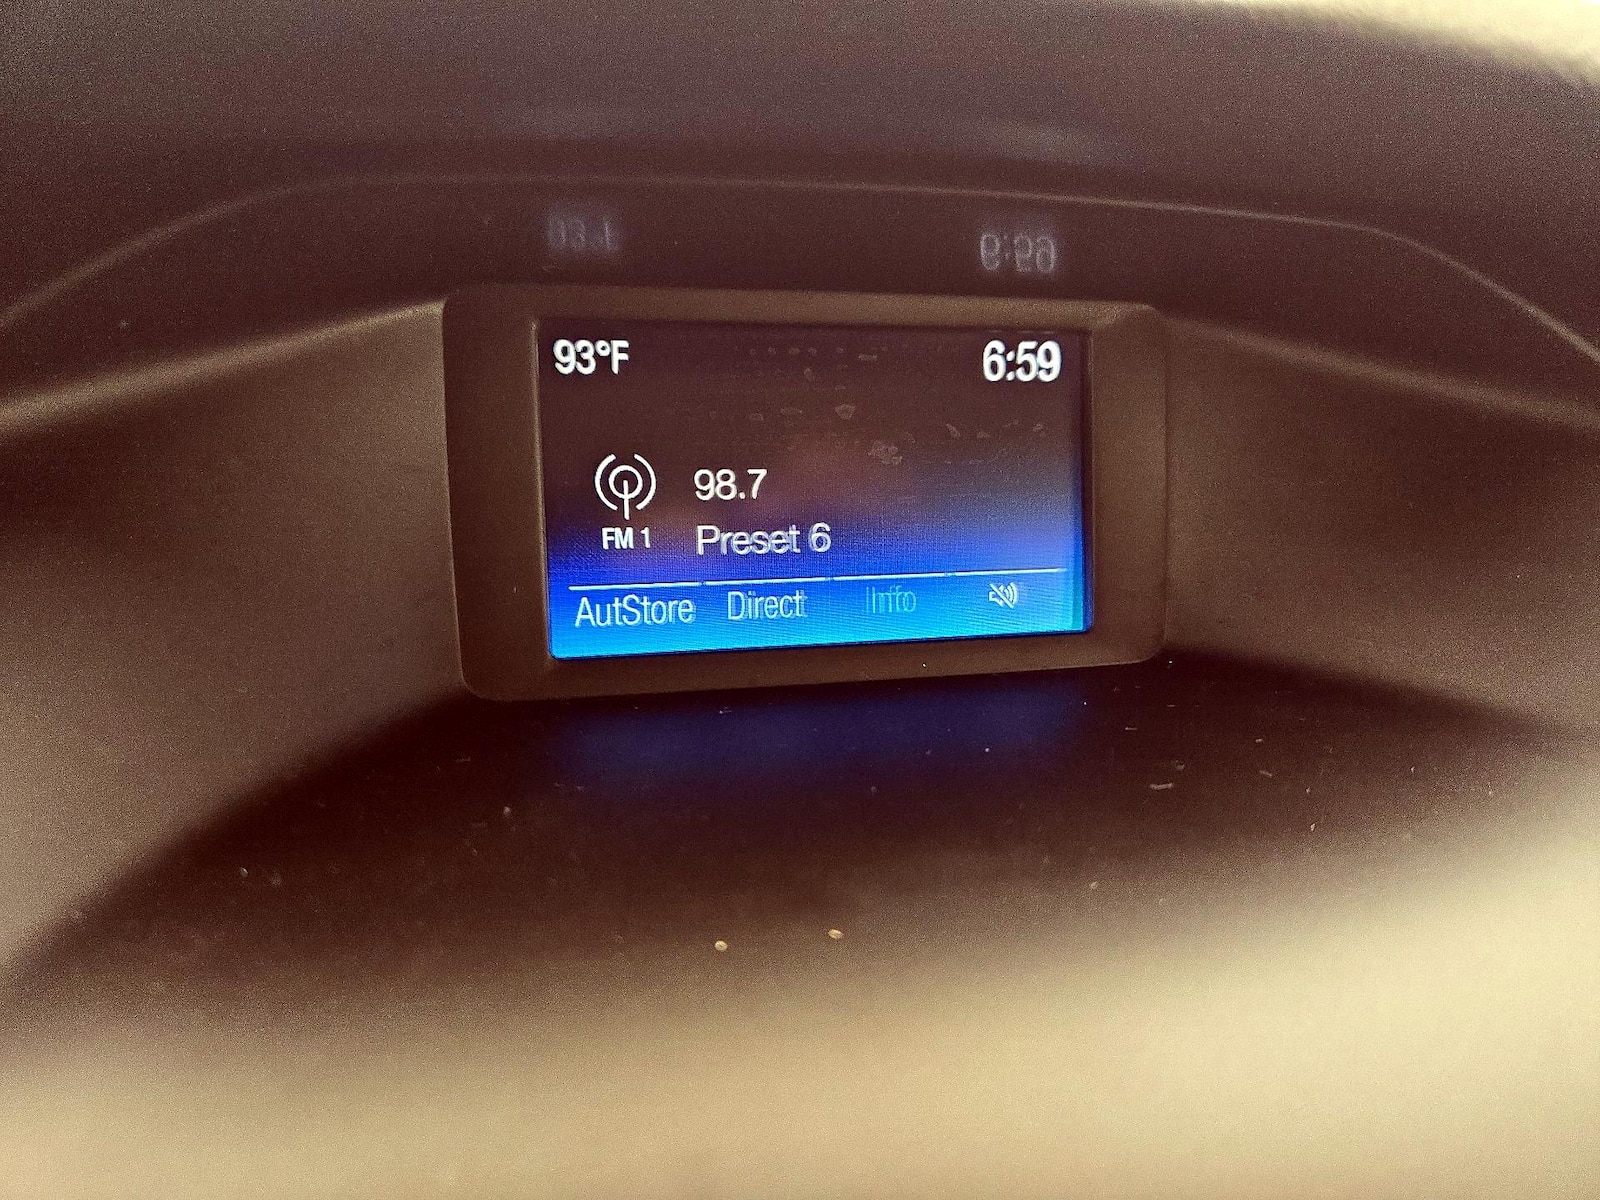 93°F 6:59
98.7
FM 1 Preset 6
AutStore Direct Info